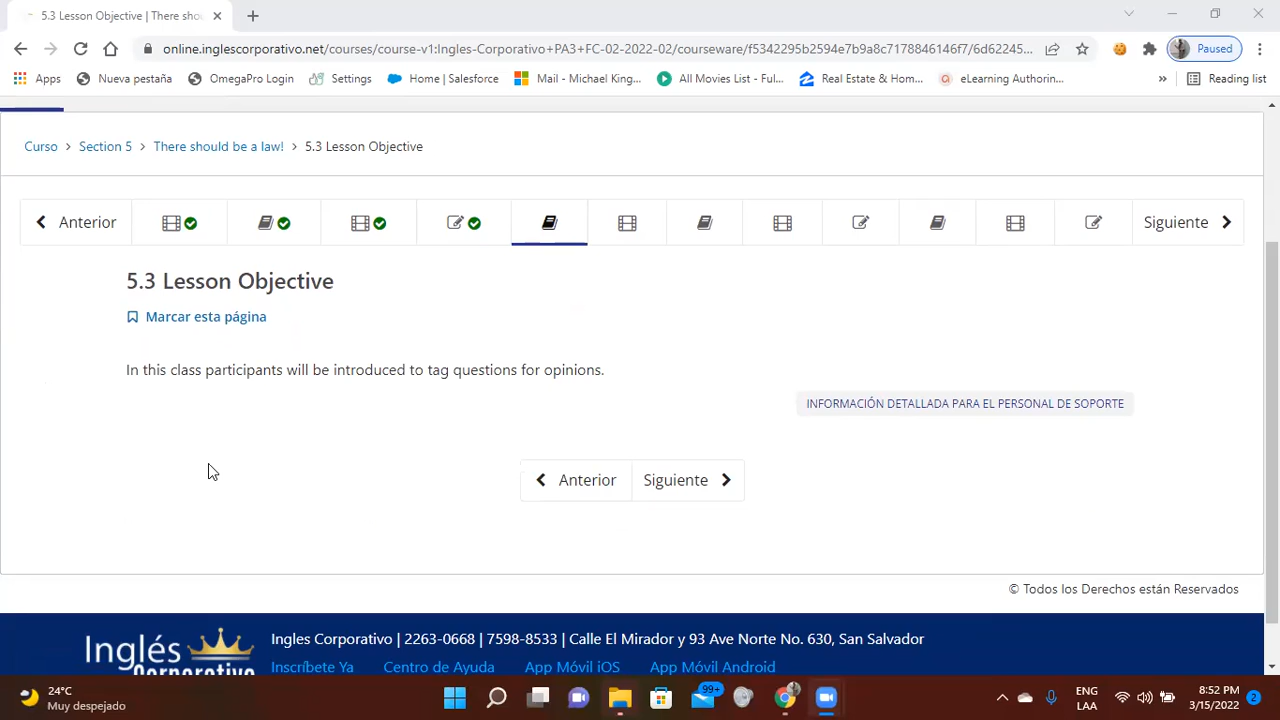 5.3 Lesson Objective | There shou
online.inglescorporativo.net/courses/course-v1:Ingles-Corporativo+PA3+FC-02-2022-02/courseware/f5342295b2594e7b9a8c7178846146f7/6d62245...
Paused
Apps
Nueva pestaña
OmegaPro Login
Settings
Home | Salesforce
Mail - Michael King...
All Movies List - Ful...
Real Estate & Hom...
eLearning Authorin...
»
Reading list
Curso > Section 5 > There should be a law! > 5.3 Lesson Objective
Anterior
Siguiente
5.3 Lesson Objective
Marcar esta página
In this class participants will be introduced to tag questions for opinions.
INFORMACIÓN DETALLADA PARA EL PERSONAL DE SOPORTE
Anterior
Siguiente
© Todos los Derechos están Reservados
Inglés
Corporativo
Ingles Corporativo | 2263-0668 | 7598-8533 | Calle El Mirador y 93 Ave Norte No. 630, San Salvador
Inscríbete Ya
Centro de Ayuda
App Móvil iOS
App Móvil Android
24°C
Muy despejado
99+
ENG
LAA
8:52 PM
3/15/2022
2